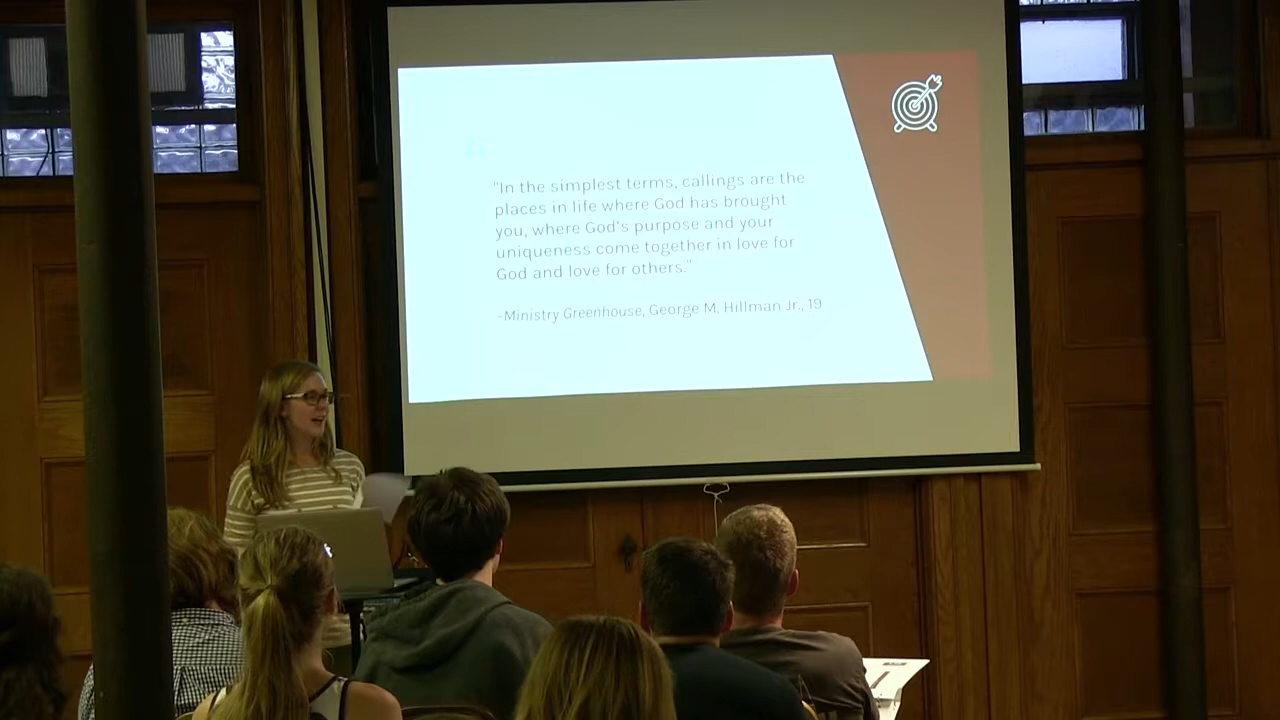 "In the simplest terms, callings are the
places in life where God has brought
you, where God's purpose and your
uniqueness come together in love for
God and love for others."
-Ministry Greenhouse, George M. Hillman Jr., 19